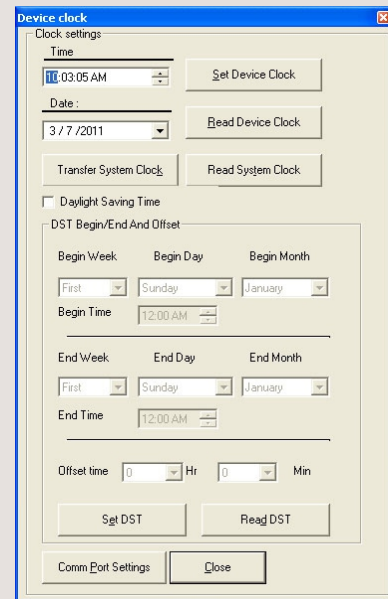 Device clock
Clock settings
Time
10:03:05 AM
Set Device Clock
Date :
3 / 7 /2011
Read Device Clock
Transfer System Clock
Read System Clock
Daylight Saving Time
DST Begin/End And Offset
Begin Week Begin Day Begin Month
First Sunday January
Begin Time 12:00 AM
End Week End Day End Month
First Sunday January
End Time 12:00 AM
Offset time 0 Hr 0 Min
Set DST Read DST
Comm Port Settings Close